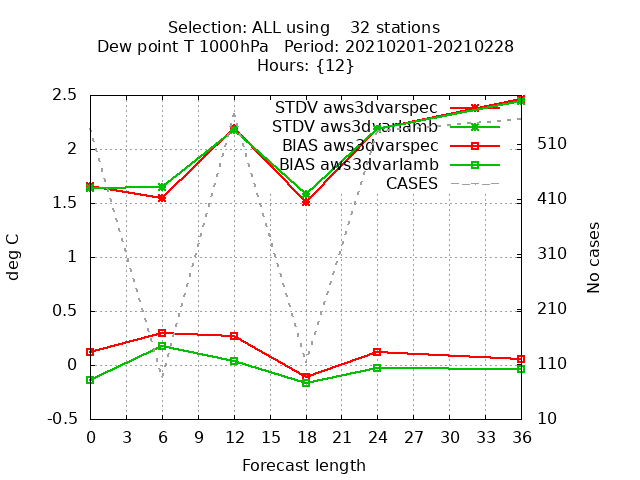 Selection: ALL using 32 stations
Dew point T 1000hPa Period: 20210201-20210228
Hours: {12}
STDV aws3dvarspec
STDV aws3dvarlamb
BIAS aws3dvarspec
BIAS aws3dvarlamb
CASES
2.5
2
1.5
1
0.5
0
-0.5
deg C
510
410
310
210
110
10
No cases
0 3 6 9 12 15 18 21 24 27 30 33 36
Forecast length